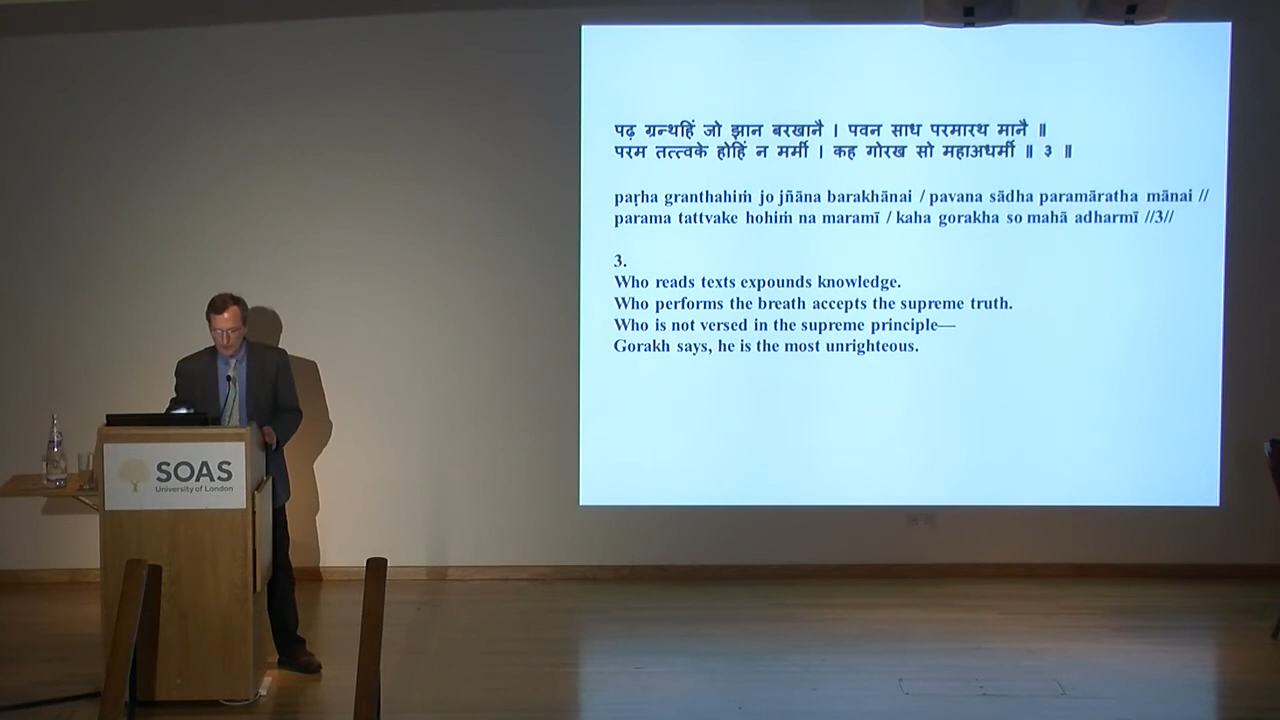 पढ़ ग्रन्थहिं जो झान बरखानै । पवन साध परमारथ मानै ॥
परम तत्त्वके होहिं न मर्मी । कह गोरख सो महाअधर्मी ॥ ३ ॥
paṛha granthahiṁ jo jñāna barakhānai / pavana sādha paramāratha mānai //
parama tattvake hohiṁ na maramī / kaha gorakha so mahā adharmī //3//
3.
Who reads texts expounds knowledge.
Who performs the breath accepts the supreme truth.
Who is not versed in the supreme principle—
Gorakh says, he is the most unrighteous.
SOAS
University of London